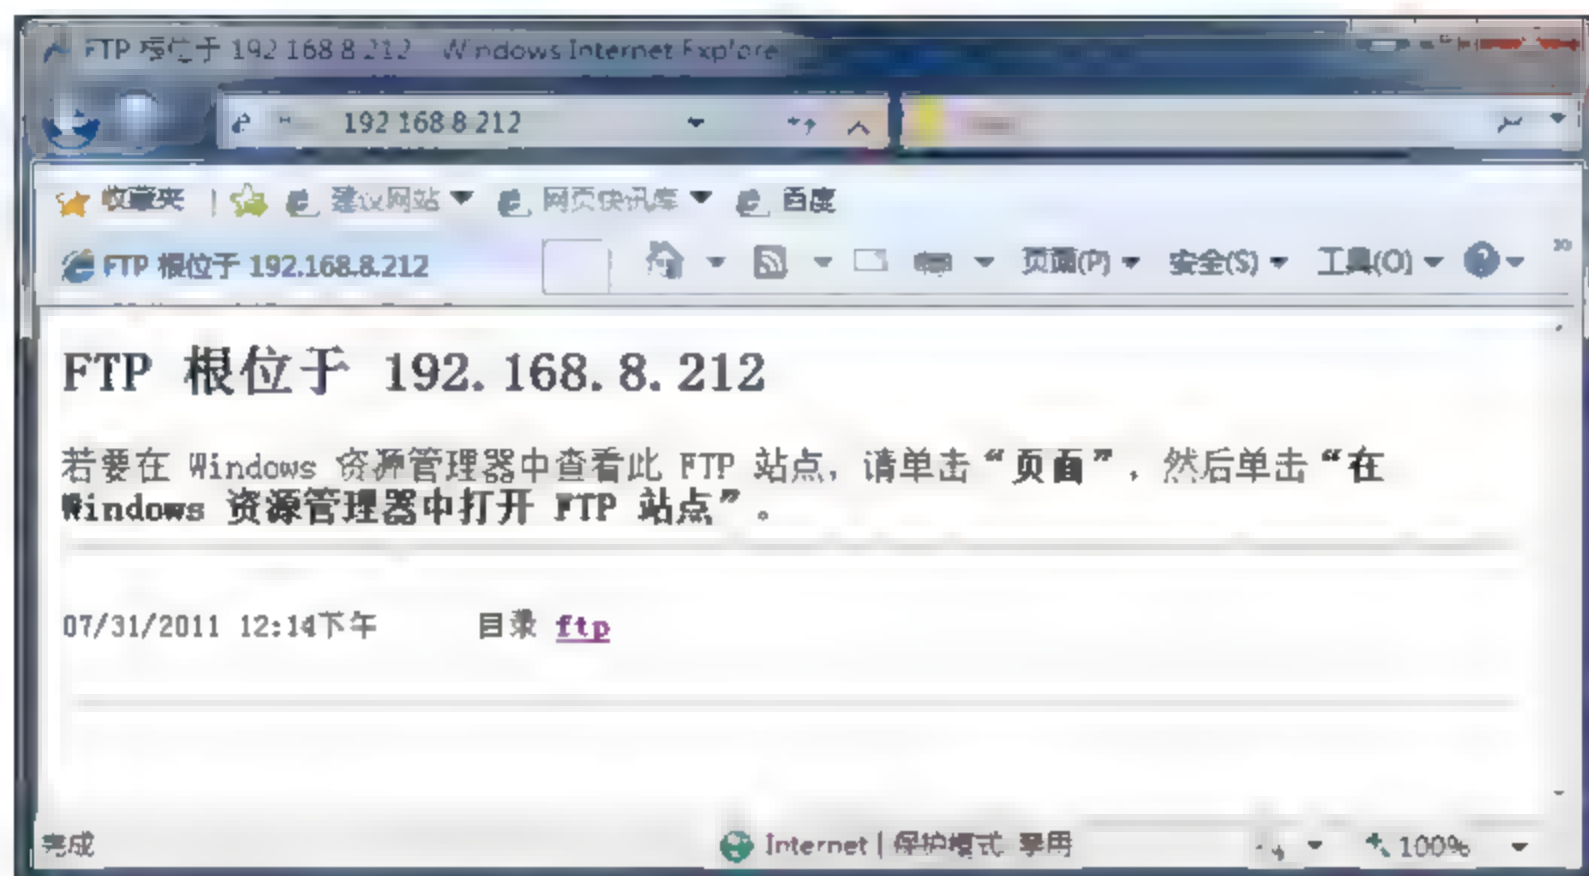 FTP 根位于 192 168 8 212 Windows Internet Explore
192 168 8 212
收藏夹 建议网站 网页快讯库 百度
FTP 根位于 192.168.8.212 页面(P) 安全(S) 工具(O)
FTP 根位于 192.168.8.212
若要在 Windows 资源管理器中查看此 FTP 站点，请单击“页面”，然后单击“在
Windows 资源管理器中打开 FTP 站点”。
07/31/2011 12:14下午 目录 ftp
完成 Internet | 保护模式 禁用 100%